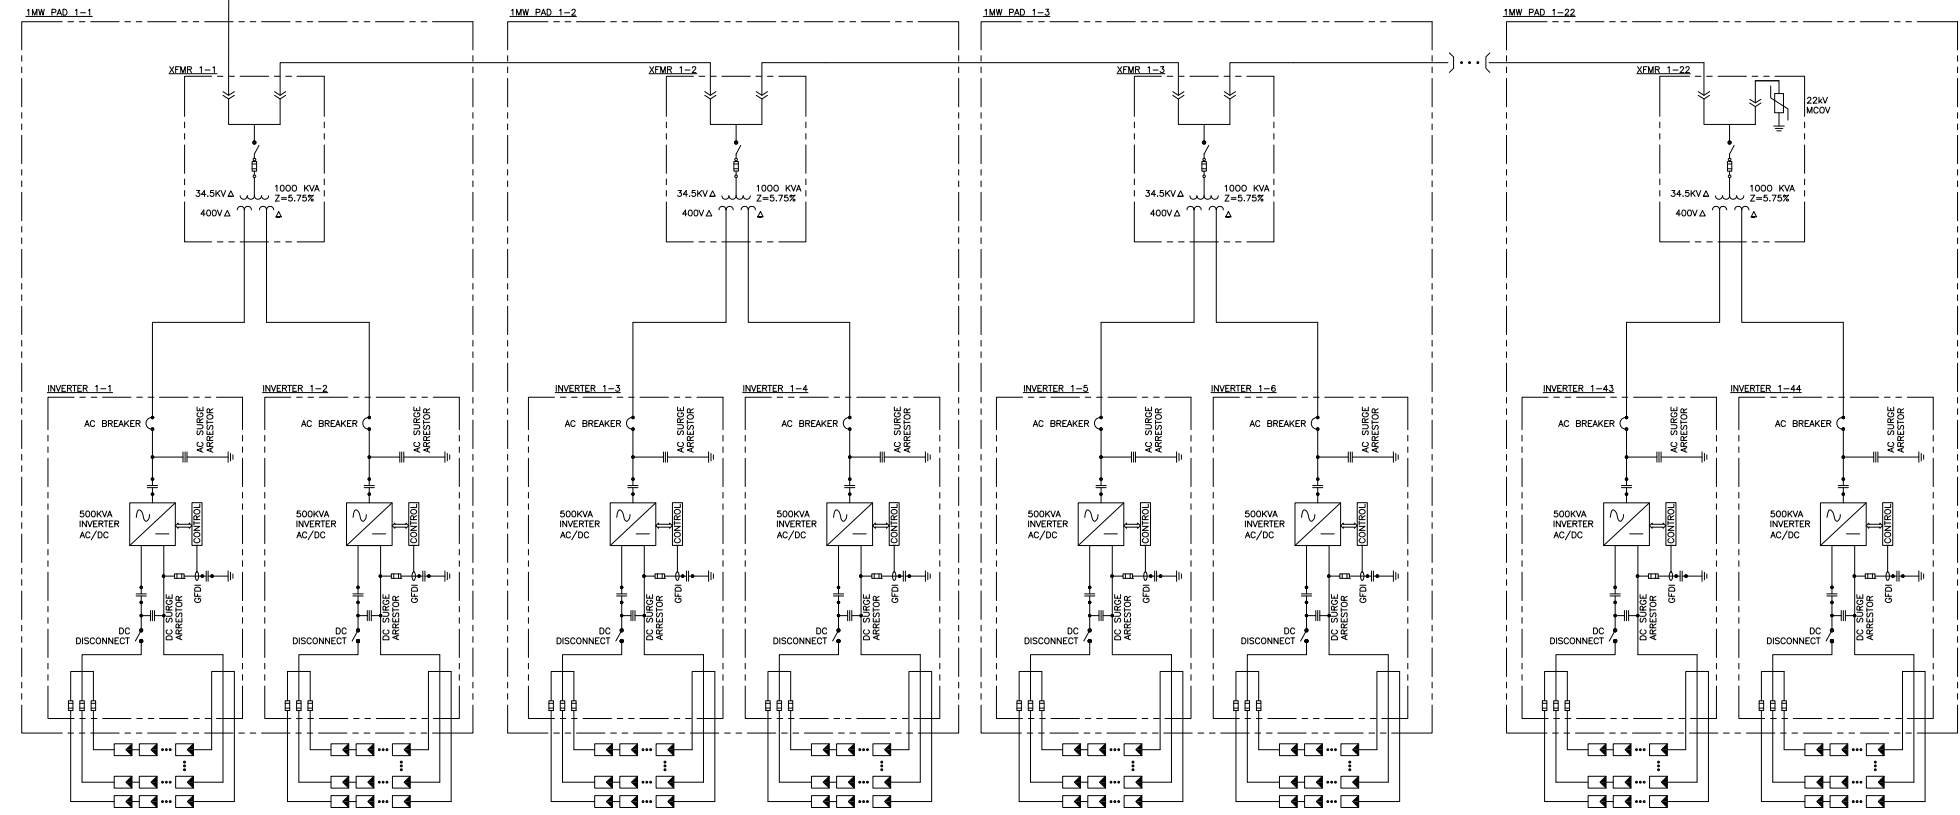 1MW PAD 1-1
1MW PAD 1-2
1MW PAD 1-3
1MW PAD 1-22
XFMR 1-1
XFMR 1-2
XFMR 1-3
XFMR 1-22
22kV
MCOV
34.5KV Δ
1000 KVA
Z=5.75%
400V Δ
Δ
34.5KV Δ
1000 KVA
Z=5.75%
400V Δ
Δ
34.5KV Δ
1000 KVA
Z=5.75%
400V Δ
Δ
34.5KV Δ
1000 KVA
Z=5.75%
400V Δ
Δ
INVERTER 1-1
AC BREAKER
AC SURGE
ARRESTOR
500KVA
INVERTER
AC/DC
CONTROL
GFDI
DC SURGE
ARRESTOR
DC
DISCONNECT
INVERTER 1-2
AC BREAKER
AC SURGE
ARRESTOR
500KVA
INVERTER
AC/DC
CONTROL
GFDI
DC SURGE
ARRESTOR
DC
DISCONNECT
INVERTER 1-3
AC BREAKER
AC SURGE
ARRESTOR
500KVA
INVERTER
AC/DC
CONTROL
GFDI
DC SURGE
ARRESTOR
DC
DISCONNECT
INVERTER 1-4
AC BREAKER
AC SURGE
ARRESTOR
500KVA
INVERTER
AC/DC
CONTROL
GFDI
DC SURGE
ARRESTOR
DC
DISCONNECT
INVERTER 1-5
AC BREAKER
AC SURGE
ARRESTOR
500KVA
INVERTER
AC/DC
CONTROL
GFDI
DC SURGE
ARRESTOR
DC
DISCONNECT
INVERTER 1-6
AC BREAKER
AC SURGE
ARRESTOR
500KVA
INVERTER
AC/DC
CONTROL
GFDI
DC SURGE
ARRESTOR
DC
DISCONNECT
INVERTER 1-43
AC BREAKER
AC SURGE
ARRESTOR
500KVA
INVERTER
AC/DC
CONTROL
GFDI
DC SURGE
ARRESTOR
DC
DISCONNECT
INVERTER 1-44
AC BREAKER
AC SURGE
ARRESTOR
500KVA
INVERTER
AC/DC
CONTROL
GFDI
DC SURGE
ARRESTOR
DC
DISCONNECT